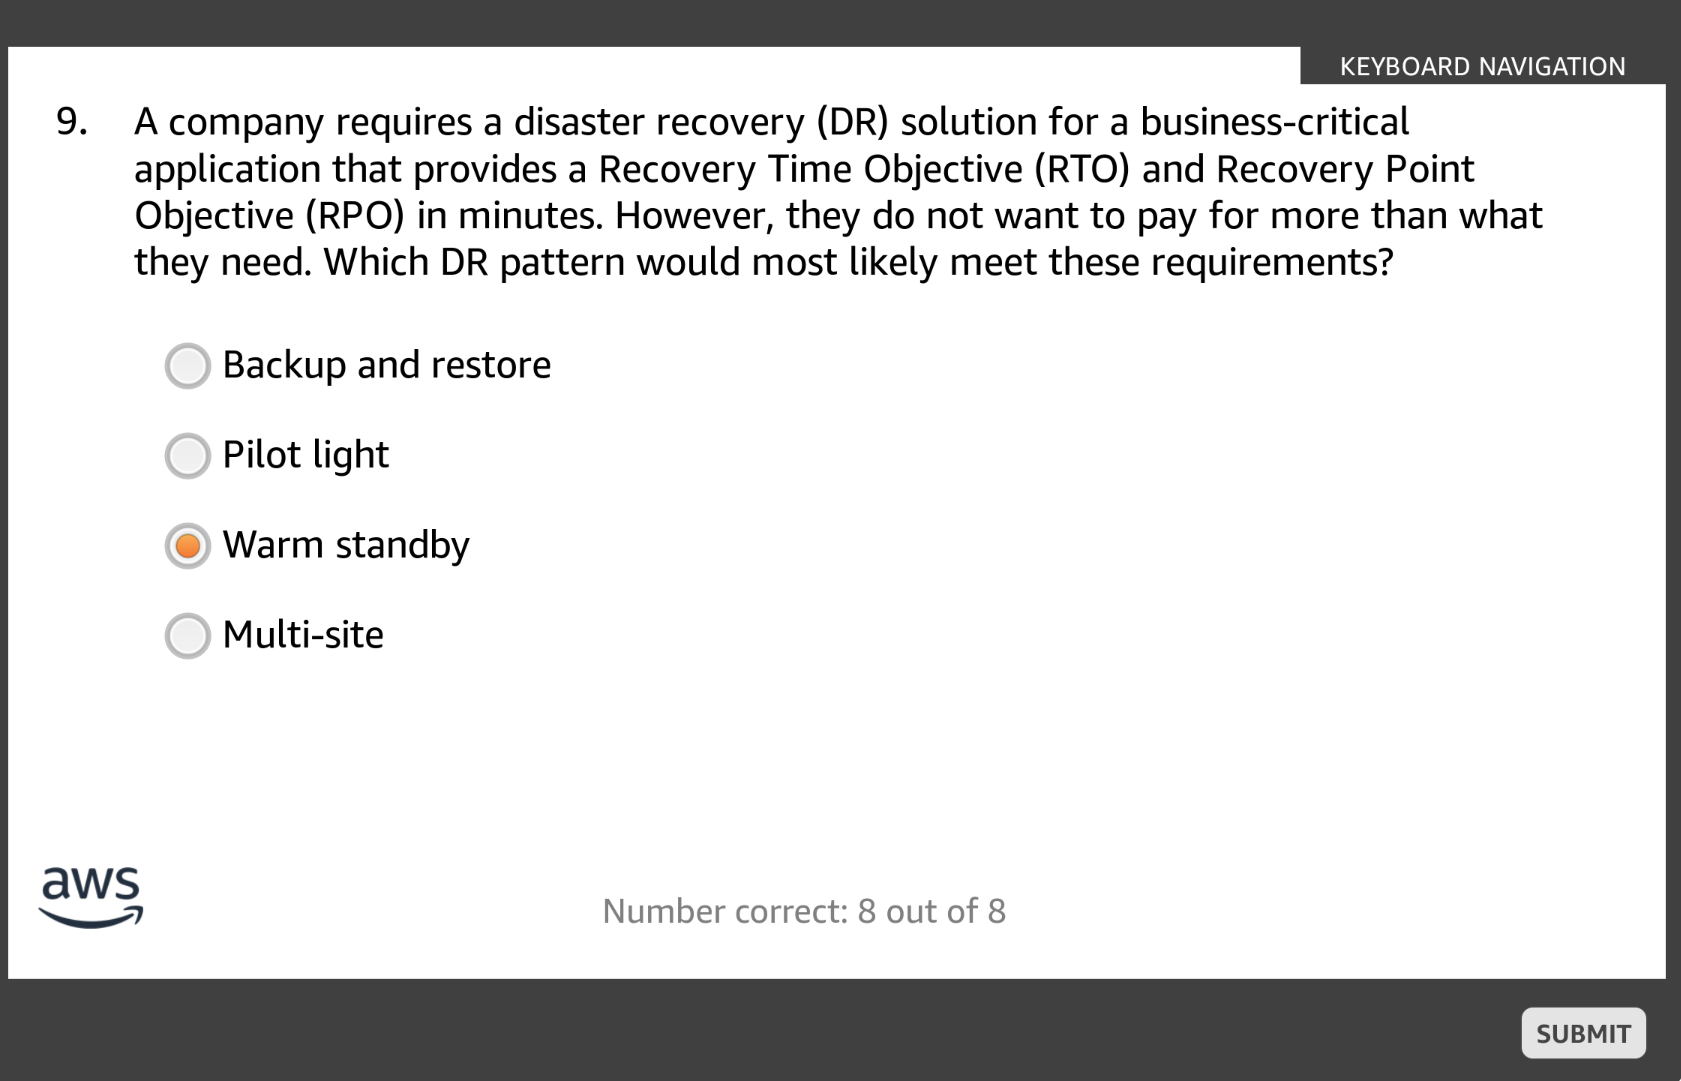 KEYBOARD NAVIGATION
9. A company requires a disaster recovery (DR) solution for a business-critical
application that provides a Recovery Time Objective (RTO) and Recovery Point
Objective (RPO) in minutes. However, they do not want to pay for more than what
they need. Which DR pattern would most likely meet these requirements?
Backup and restore
Pilot light
Warm standby
Multi-site
aws
Number correct: 8 out of 8
SUBMIT